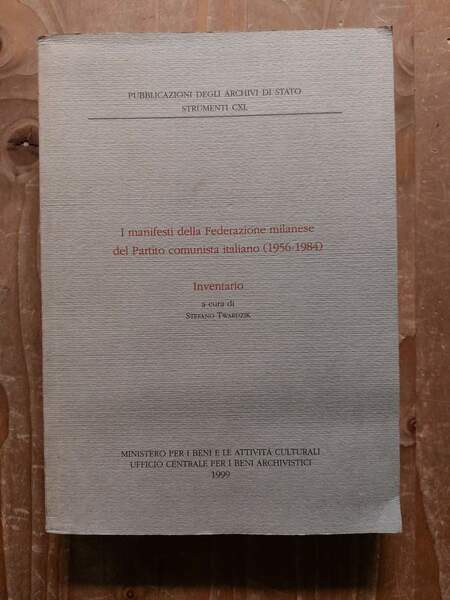 PUBBLICAZIONI DEGLI ARCHIVI DI STATO
STRUMENTI CXL
I manifesti della Federazione milanese
del Partito comunista italiano (1956-1984)
Inventario
a cura di
STEFANO TWARDZIK
MINISTERO PER I BENI E LE ATTIVITÀ CULTURALI
UFFICIO CENTRALE PER I BENI ARCHIVISTICI
1999